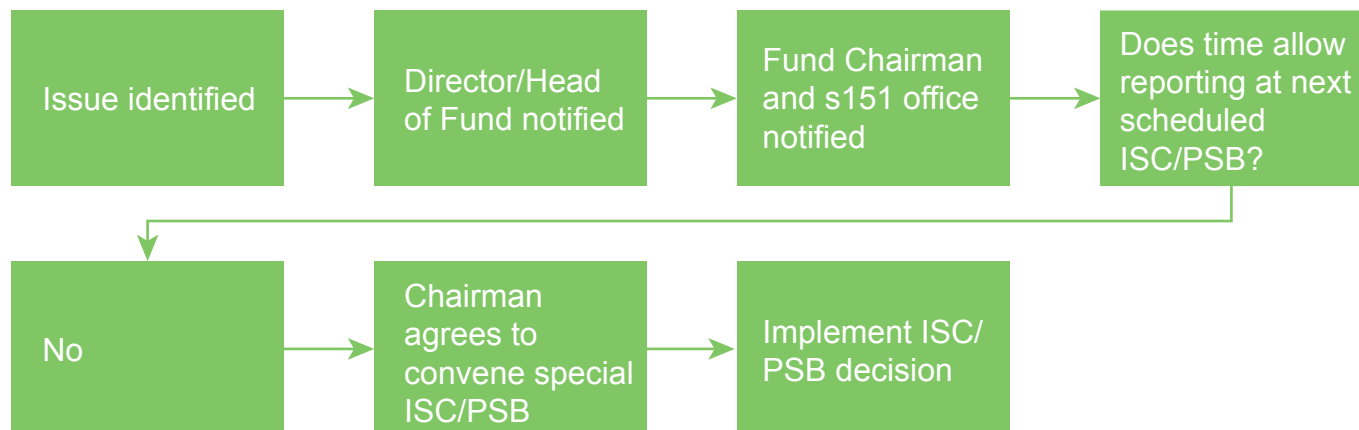 Issue identified
Director/Head
of Fund notified
Fund Chairman
and s151 office
notified
Does time allow
reporting at next
scheduled
ISC/PSB?
No
Chairman
agrees to
convene special
ISC/PSB
Implement ISC/
PSB decision